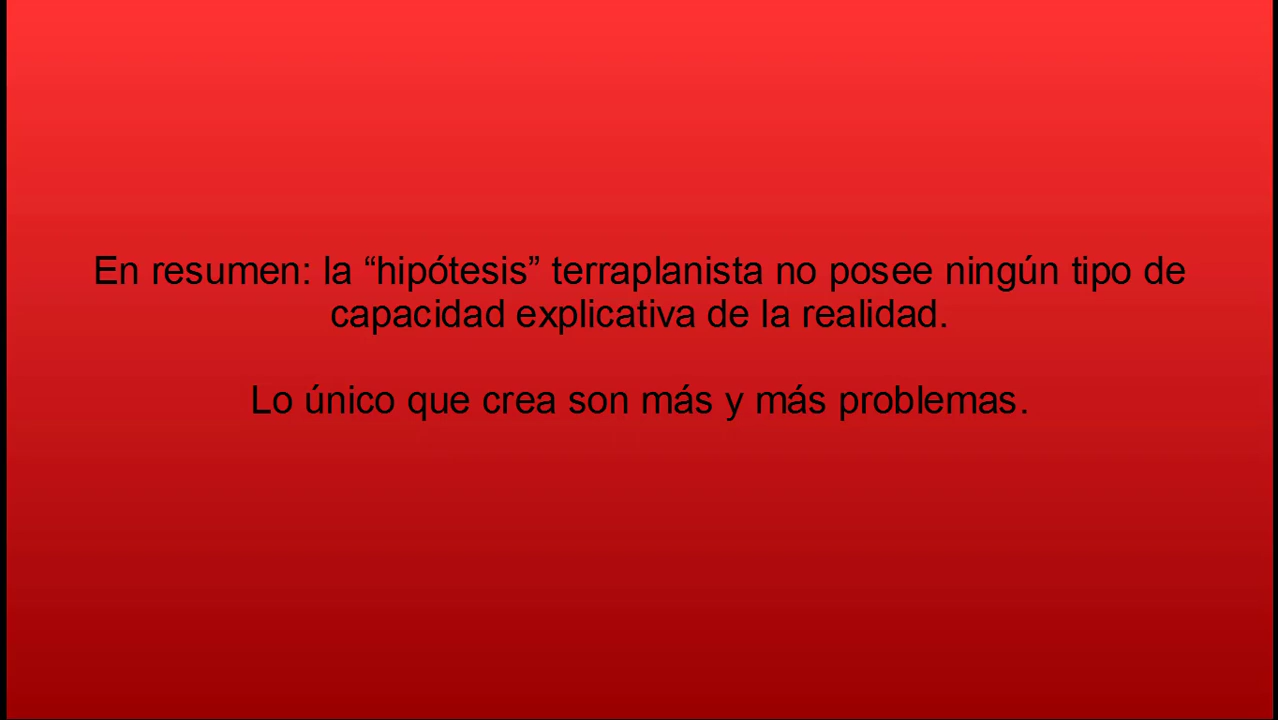 En resumen: la “hipótesis” terraplanista no posee ningún tipo de
capacidad explicativa de la realidad.
Lo único que crea son más y más problemas.